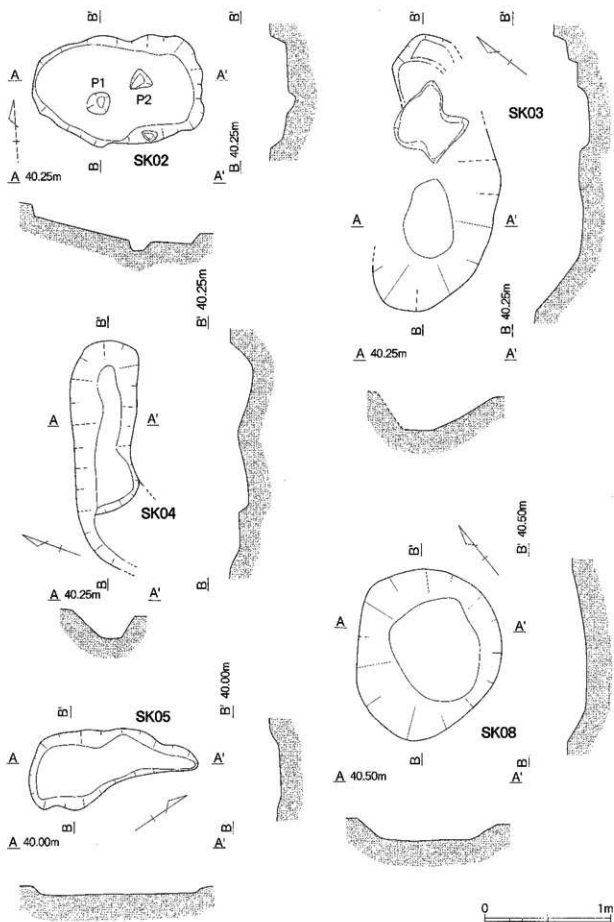 B' B'
A A'
P1 P2
SK02
B B 40.25m
A 40.25m A'
B' B'
SK03
A A'
B B 40.25m
A 40.25m A'
B' B' 40.25m
A A'
SK04
B B
A 40.25m A'
B' B' 40.50m
A A'
SK08
B B
A 40.50m A'
SK05
B' B' 40.00m
A A'
B B
A 40.00m A'
0 1m